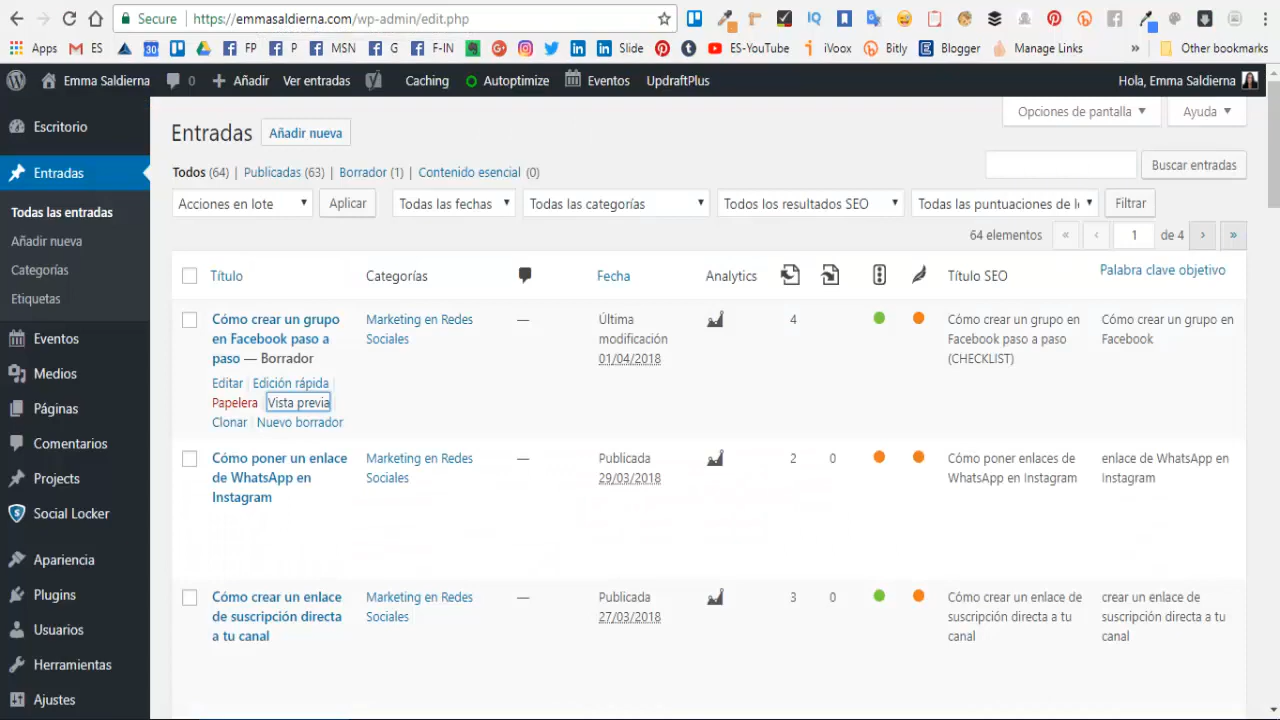 Secure https://emmasaldierna.com/wp-admin/edit.php
Apps ES FP P MSN G F-IN Slide ES-YouTube iVoox Bitly Blogger Manage Links » Other bookmarks
Emma Saldierna 0 Añadir Ver entradas Caching Autoptimize Eventos UpdraftPlus Hola, Emma Saldierna
Opciones de pantalla Ayuda
Escritorio
Entradas
Todas las entradas
Añadir nueva
Categorías
Etiquetas
Eventos
Medios
Páginas
Comentarios
Projects
Social Locker
Apariencia
Plugins
Usuarios
Herramientas
Ajustes
Entradas Añadir nueva
Todos (64) | Publicadas (63) | Borrador (1) | Contenido esencial (0)
Buscar entradas
Acciones en lote Aplicar Todas las fechas Todas las categorías Todos los resultados SEO Todas las puntuaciones de l Filtrar
64 elementos « ‹ 1 de 4 › »
Título Categorías Fecha Analytics Título SEO Palabra clave objetivo
Cómo crear un grupo
en Facebook paso a
paso — Borrador
Editar | Edición rápida |
Papelera | Vista previa
Clonar | Nuevo borrador
Marketing en Redes
Sociales
—
Última
modificación
01/04/2018
4
Cómo crear un grupo en
Facebook paso a paso
(CHECKLIST)
Cómo crear un grupo en
Facebook
Cómo poner un enlace
de WhatsApp en
Instagram
Marketing en Redes
Sociales
—
Publicada
29/03/2018
2 0
Cómo poner enlaces de
WhatsApp en Instagram
enlace de WhatsApp en
Instagram
Cómo crear un enlace
de suscripción directa
a tu canal
Marketing en Redes
Sociales
—
Publicada
27/03/2018
3 0
Cómo crear un enlace de
suscripción directa a tu
canal
crear un enlace de
suscripción directa a tu
canal